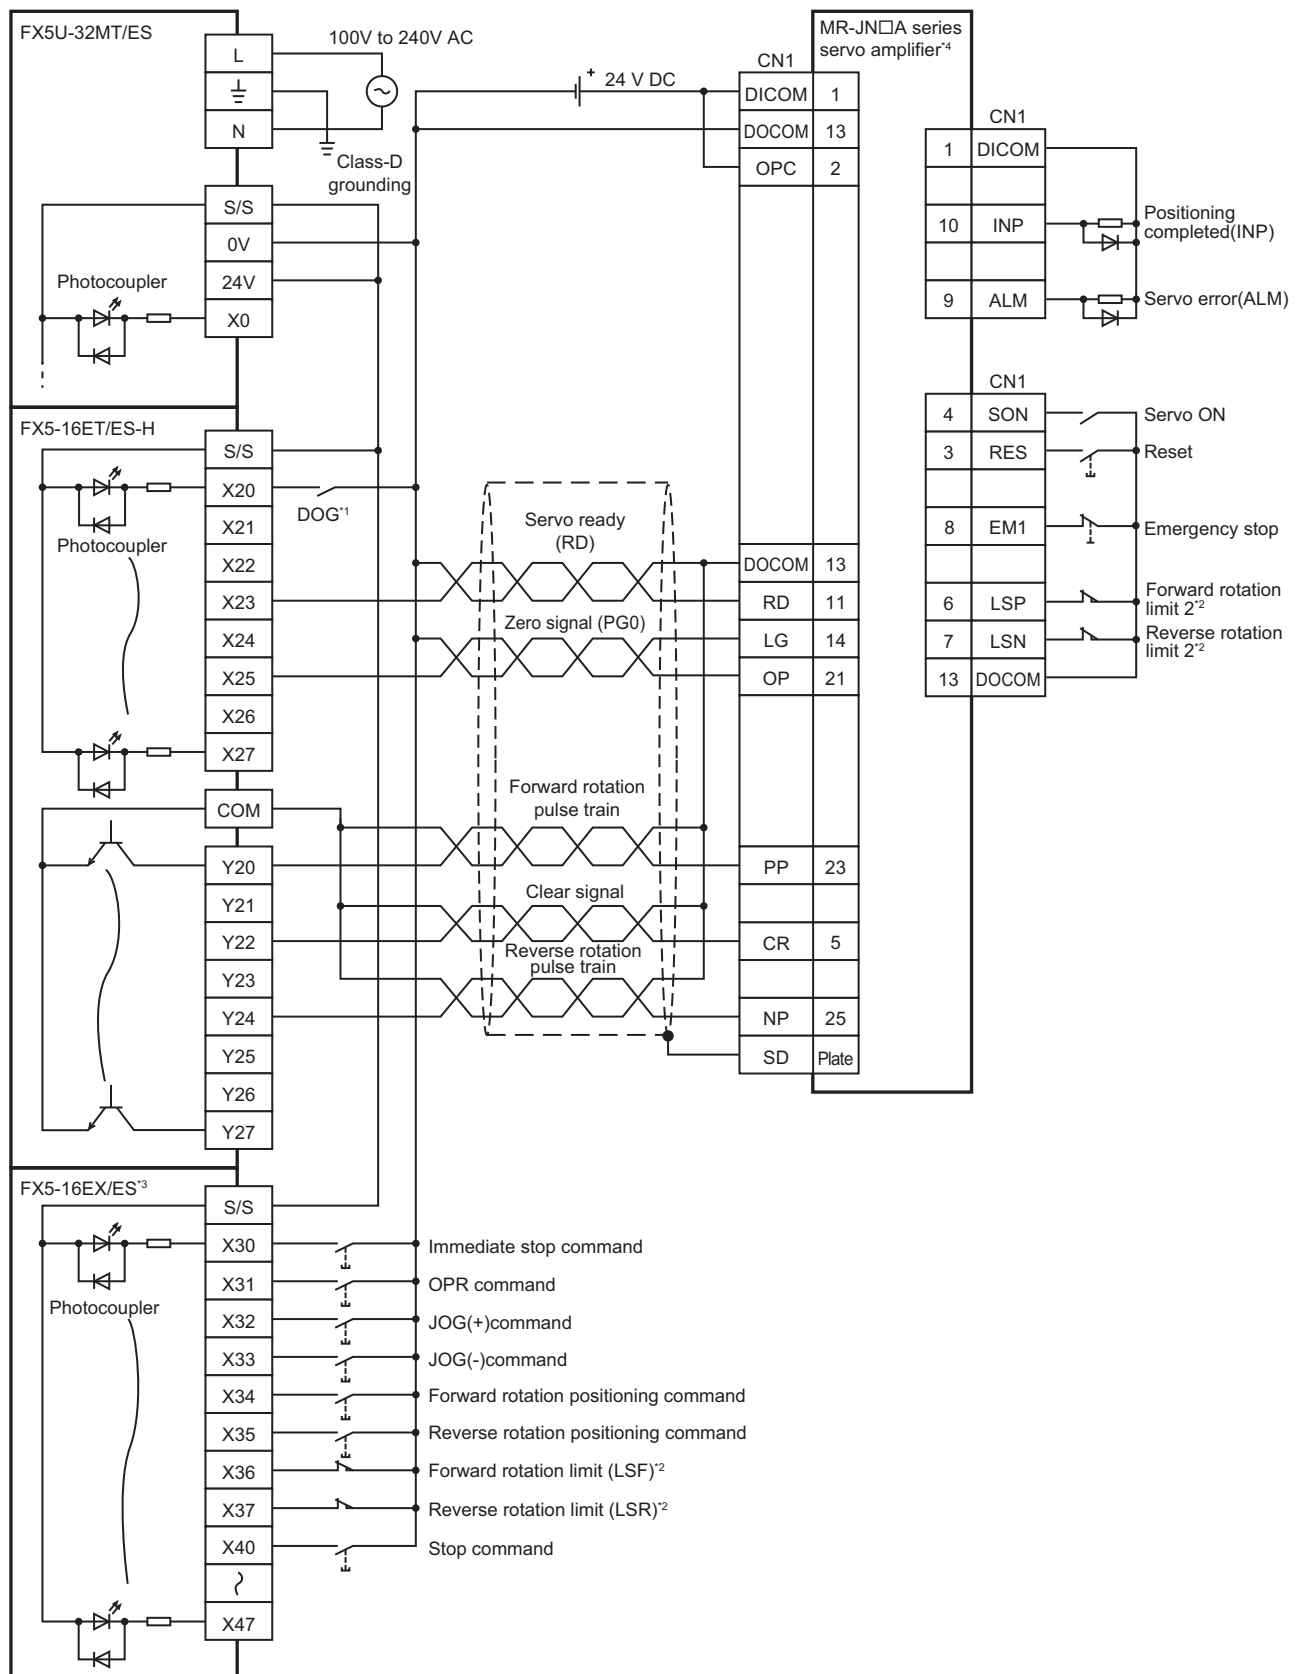 FX5U-32MT/ES
L
N
100V to 240V AC
Class-D
grounding
S/S
0V
24V
X0
Photocoupler
FX5-16ET/ES-H
S/S
X20
X21
X22
X23
X24
X25
X26
X27
Photocoupler
DOG*1
COM
Y20
Y21
Y22
Y23
Y24
Y25
Y26
Y27
FX5-16EX/ES*3
S/S
X30
X31
X32
X33
X34
X35
X36
X37
X40
X47
Photocoupler
Immediate stop command
OPR command
JOG(+)command
JOG(-)command
Forward rotation positioning command
Reverse rotation positioning command
Forward rotation limit (LSF)*2
Reverse rotation limit (LSR)*2
Stop command
+ 24 V DC
Servo ready
(RD)
Zero signal (PG0)
Forward rotation
pulse train
Clear signal
Reverse rotation
pulse train
MR-JN□A series
servo amplifier*4
CN1
DICOM 1
DOCOM 13
OPC 2
DOCOM 13
RD 11
LG 14
OP 21
PP 23
CR 5
NP 25
SD Plate
CN1
1 DICOM
10 INP
9 ALM
Positioning
completed(INP)
Servo error(ALM)
CN1
4 SON Servo ON
3 RES Reset
8 EM1 Emergency stop
6 LSP Forward rotation
limit 2*2
7 LSN Reverse rotation
limit 2*2
13 DOCOM